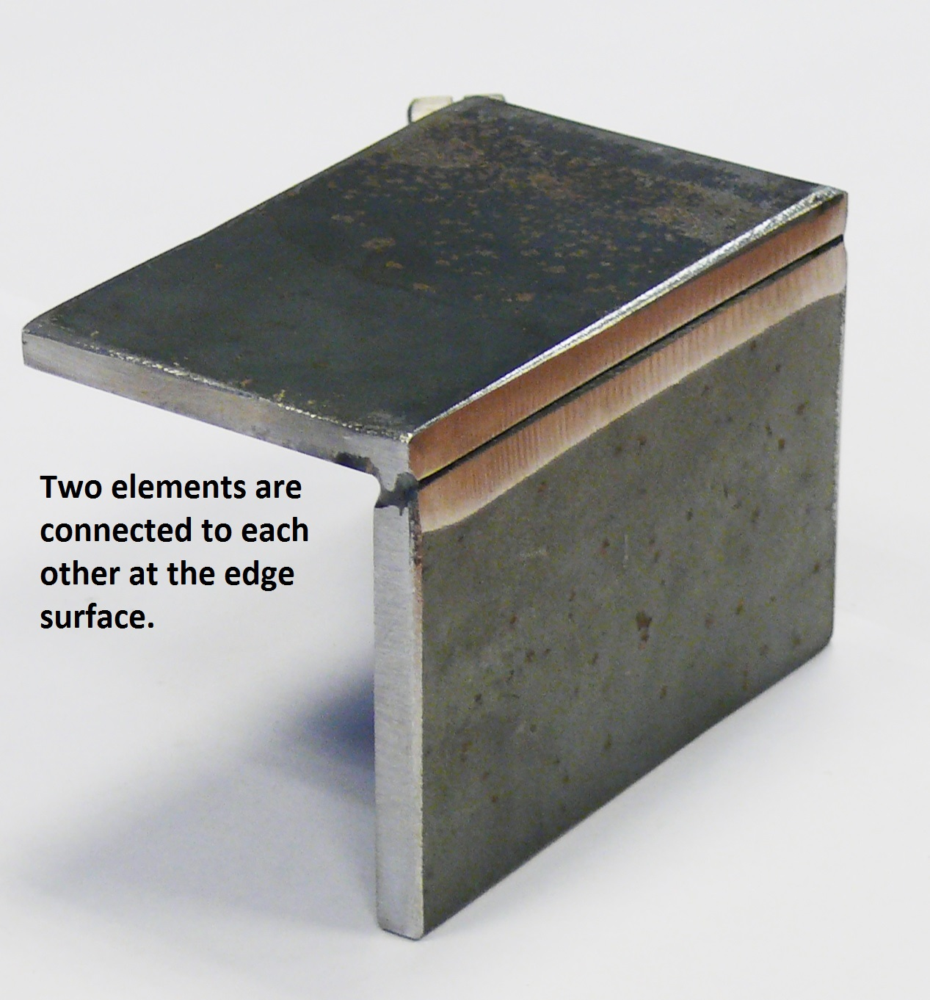 Two elements are
connected to each
other at the edge
surface.